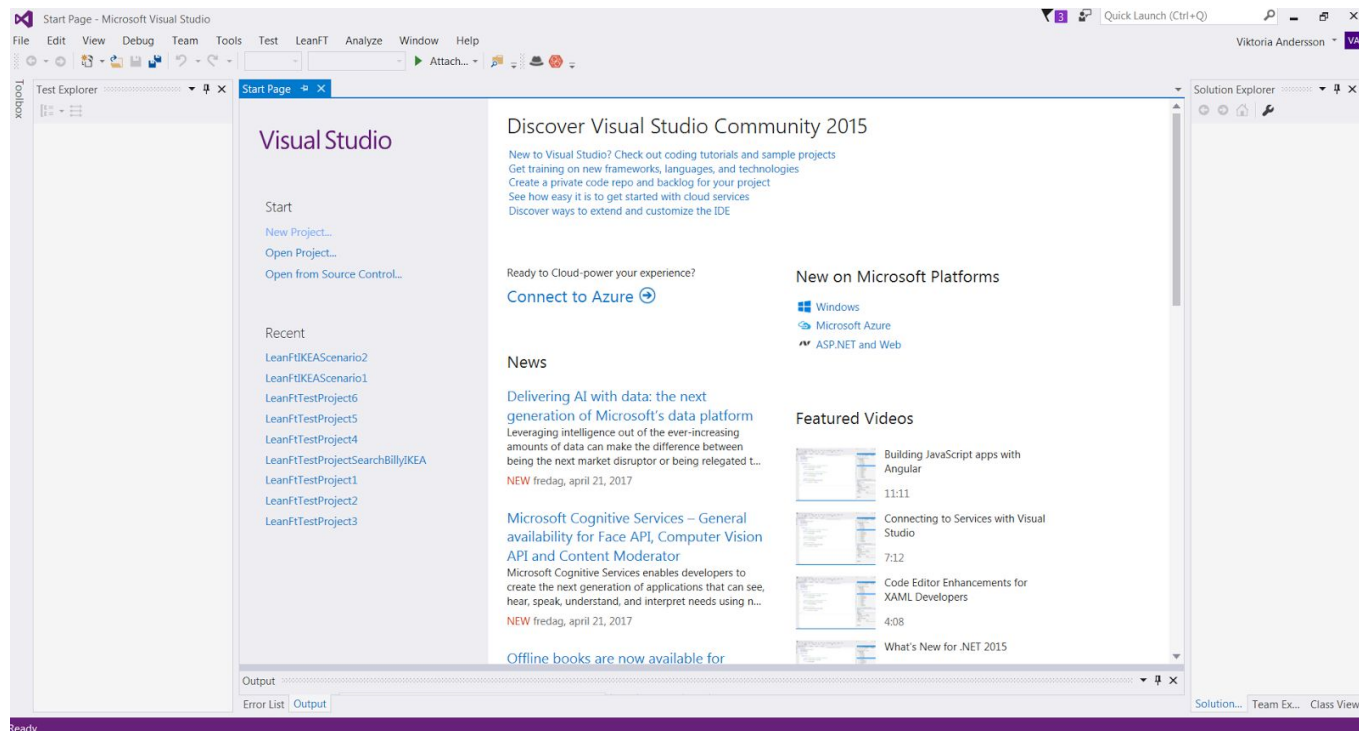 Start Page - Microsoft Visual Studio
3
Quick Launch (Ctrl+Q)
File Edit View Debug Team Tools Test LeanFT Analyze Window Help
Viktoria Andersson
VA
Attach...
Toolbox
Test Explorer
Start Page
Solution Explorer
Visual Studio
Start
New Project...
Open Project...
Open from Source Control...
Recent
LeanFtIKEAScenario2
LeanFtIKEAScenario1
LeanFtTestProject6
LeanFtTestProject5
LeanFtTestProject4
LeanFtTestProjectSearchBillyIKEA
LeanFtTestProject1
LeanFtTestProject2
LeanFtTestProject3
Discover Visual Studio Community 2015
New to Visual Studio? Check out coding tutorials and sample projects
Get training on new frameworks, languages, and technologies
Create a private code repo and backlog for your project
See how easy it is to get started with cloud services
Discover ways to extend and customize the IDE
Ready to Cloud-power your experience?
Connect to Azure
News
Delivering AI with data: the next
generation of Microsoft's data platform
Leveraging intelligence out of the ever-increasing
amounts of data can make the difference between
being the next market disruptor or being relegated t...
NEW fredag, april 21, 2017
Microsoft Cognitive Services – General
availability for Face API, Computer Vision
API and Content Moderator
Microsoft Cognitive Services enables developers to
create the next generation of applications that can see,
hear, speak, understand, and interpret needs using n...
NEW fredag, april 21, 2017
Offline books are now available for
New on Microsoft Platforms
Windows
Microsoft Azure
ASP.NET and Web
Featured Videos
Building JavaScript apps with
Angular
11:11
Connecting to Services with Visual
Studio
7:12
Code Editor Enhancements for
XAML Developers
4:08
What's New for .NET 2015
Output
Error List Output
Solution... Team Ex... Class View
Ready